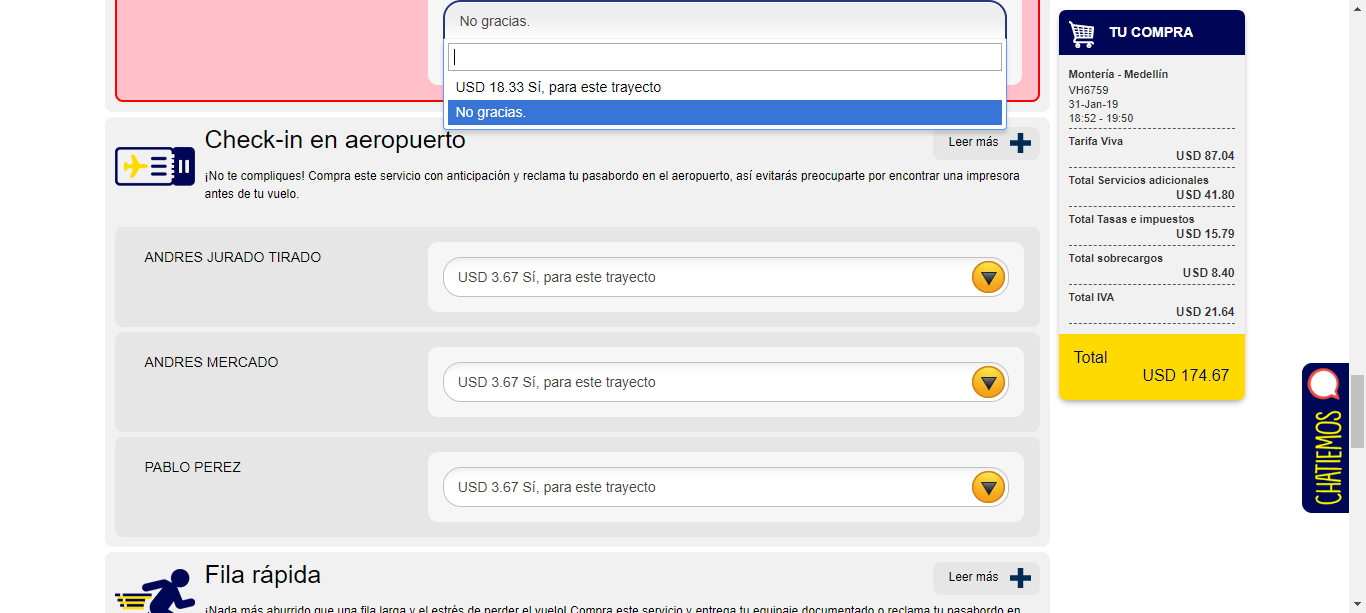 No gracias.
USD 18.33 Sí, para este trayecto
No gracias.
Check-in en aeropuerto
Leer más
¡No te compliques! Compra este servicio con anticipación y reclama tu pasabordo en el aeropuerto, así evitarás preocuparte por encontrar una impresora
antes de tu vuelo.
ANDRES JURADO TIRADO
USD 3.67 Sí, para este trayecto
ANDRES MERCADO
USD 3.67 Sí, para este trayecto
PABLO PEREZ
USD 3.67 Sí, para este trayecto
Fila rápida
Leer más
¡Nada más aburrido que una fila larga y el estrés de perder el vuelo! Compra este servicio y entrega tu equipaje documentado o reclama tu pasabordo en
TU COMPRA
Montería - Medellín
VH6759
31-Jan-19
18:52 - 19:50
Tarifa Viva
USD 87.04
Total Servicios adicionales
USD 41.80
Total Tasas e impuestos
USD 15.79
Total sobrecargos
USD 8.40
Total IVA
USD 21.64
Total
USD 174.67
CHATIEMOS